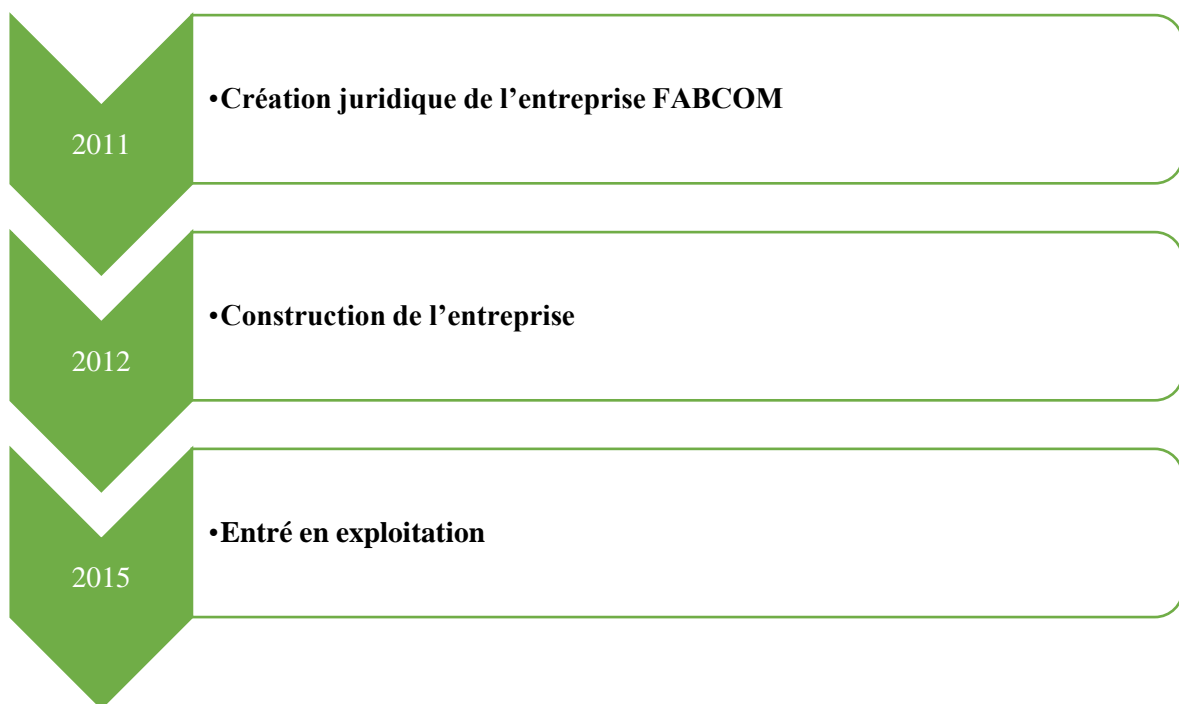 •Création juridique de l’entreprise FABCOM
2011
•Construction de l’entreprise
2012
•Entré en exploitation
2015